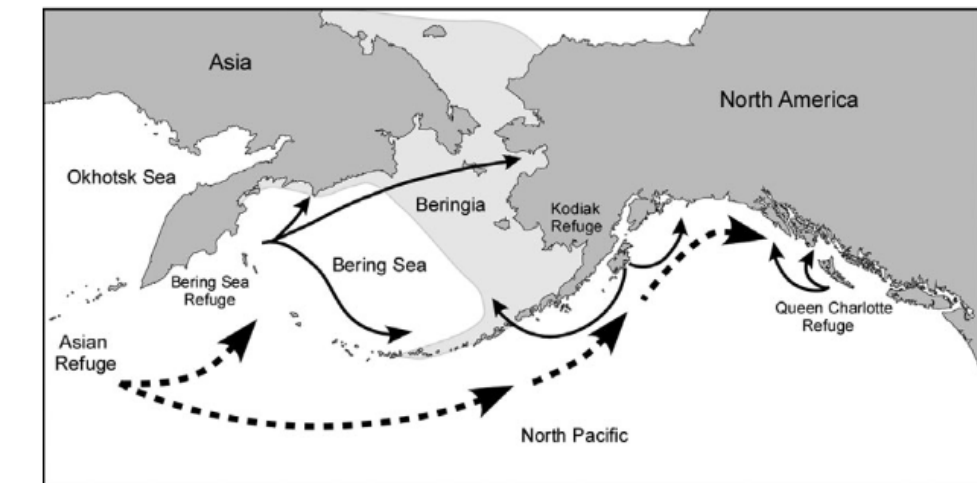 Asia
North America
Okhotsk Sea
Beringia
Kodiak
Refuge
Bering Sea
Bering Sea
Refuge
Queen Charlotte
Refuge
Asian
Refuge
North Pacific